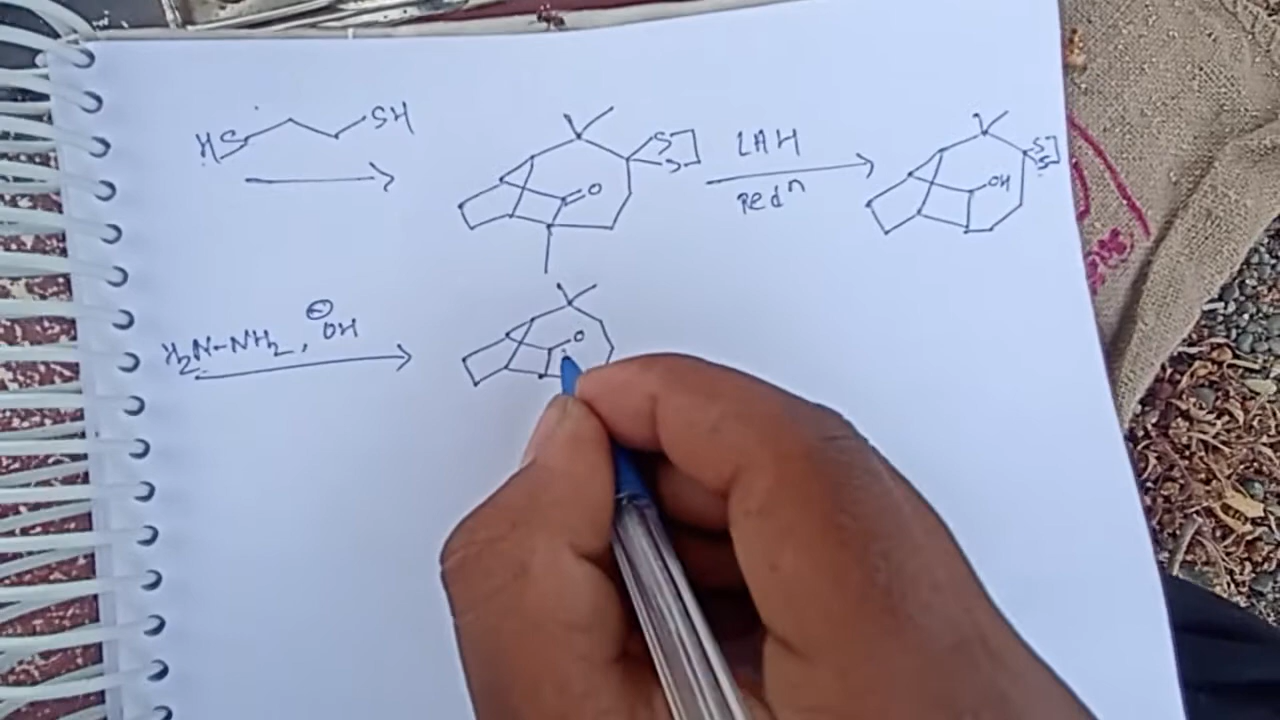 HS SH
S S O
LAH
Redⁿ
S S OH
H₂N-NH₂, ⊖OH
O